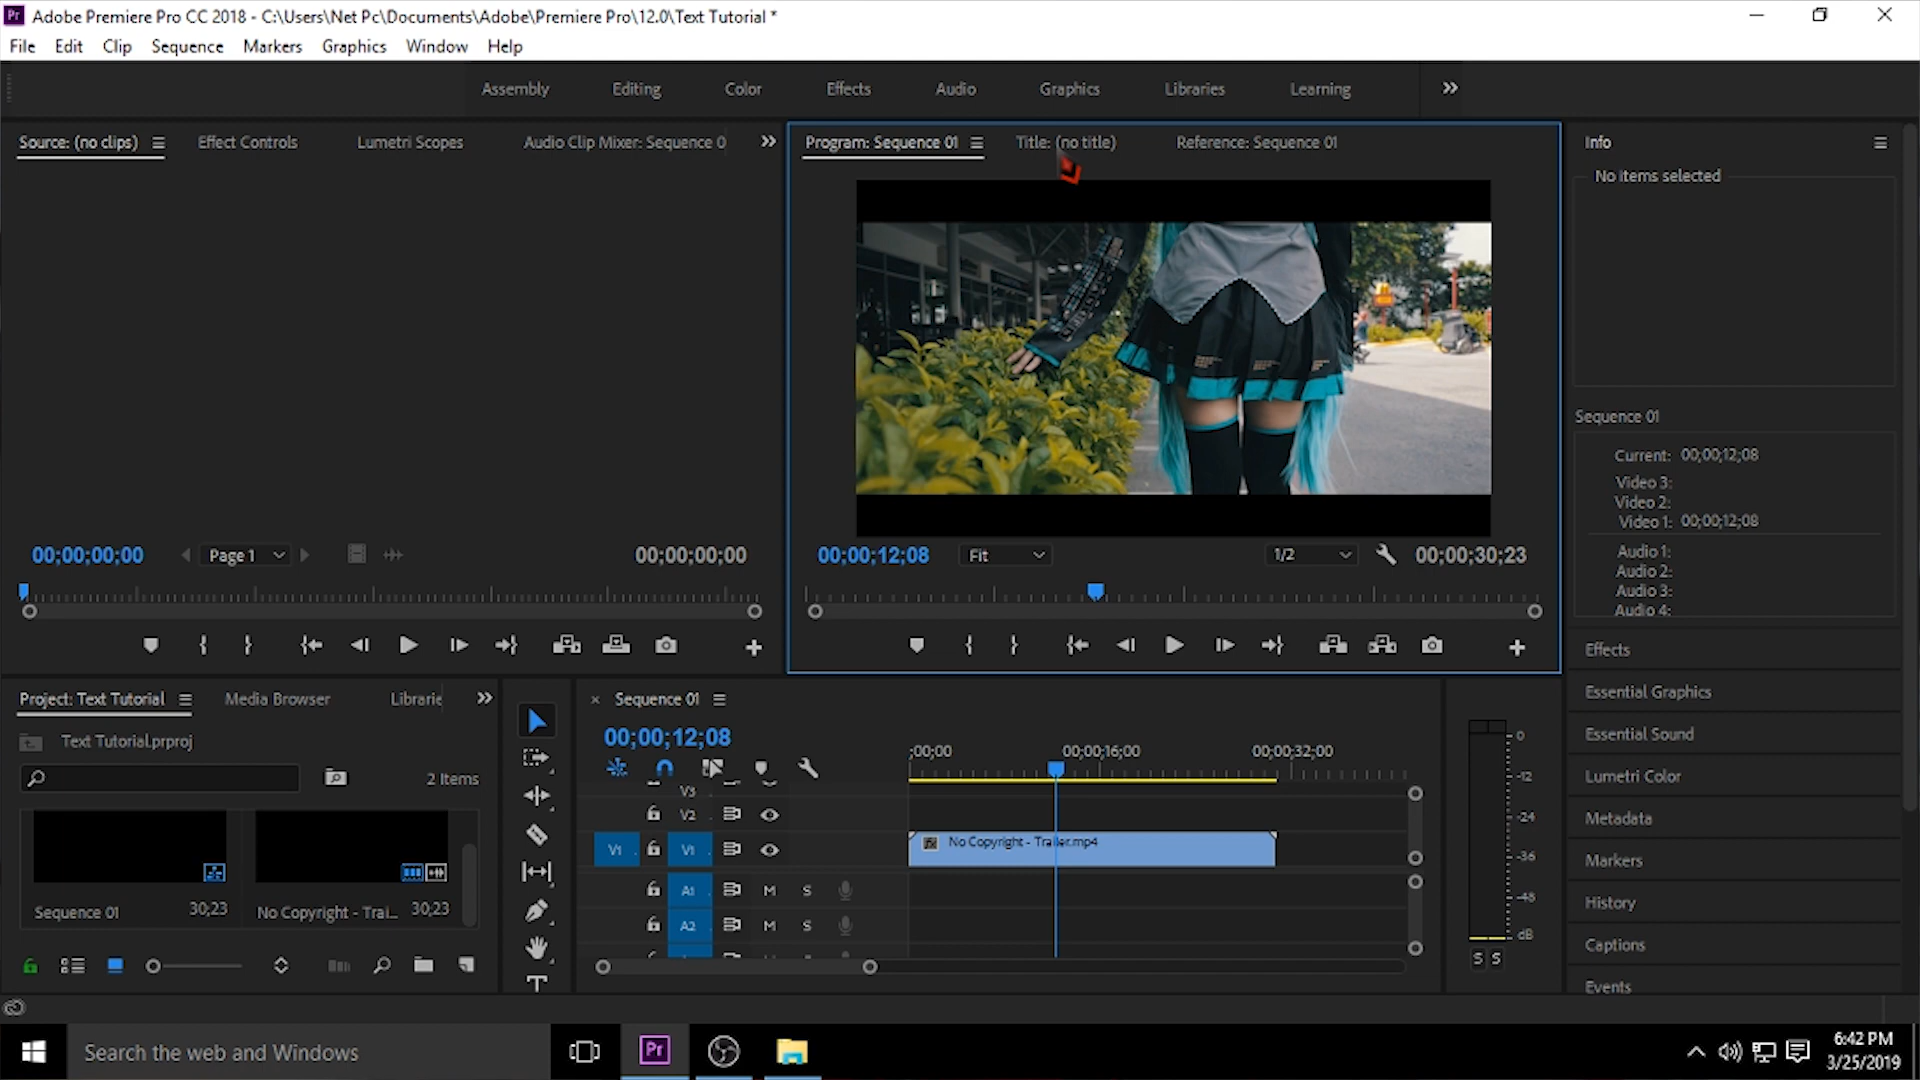 Adobe Premiere Pro CC 2018 - C:\Users\Net Pc\Documents\Adobe\Premiere Pro\12.0\Text Tutorial *
File Edit Clip Sequence Markers Graphics Window Help
Assembly Editing Color Effects Audio Graphics Libraries Learning
Source: (no clips) Effect Controls Lumetri Scopes Audio Clip Mixer: Sequence 0
Program: Sequence 01 Title: (no title) Reference: Sequence 01
Info
No items selected
Sequence 01
Current: 00;00;12;08
Video 3:
Video 2:
Video 1: 00;00;12;08
Audio 1:
Audio 2:
Audio 3:
Audio 4:
00;00;00;00 Page 1 00;00;00;00
00;00;12;08 Fit 1/2 00;00;30;23
Effects
Essential Graphics
Essential Sound
Lumetri Color
Metadata
Markers
History
Captions
Events
Project: Text Tutorial Media Browser Librarie
Text Tutorial.prproj
2 Items
Sequence 01 30;23
No Copyright - Trai... 30;23
Sequence 01
00;00;12;08
;00;00 00;00;16;00 00;00;32;00
V3
V2
V1 V1 No Copyright - Trailer.mp4
A1 M S
A2 M S
0
-12
-24
-36
-48
dB
S S
Pr Search the web and Windows
6:42 PM
3/25/2019